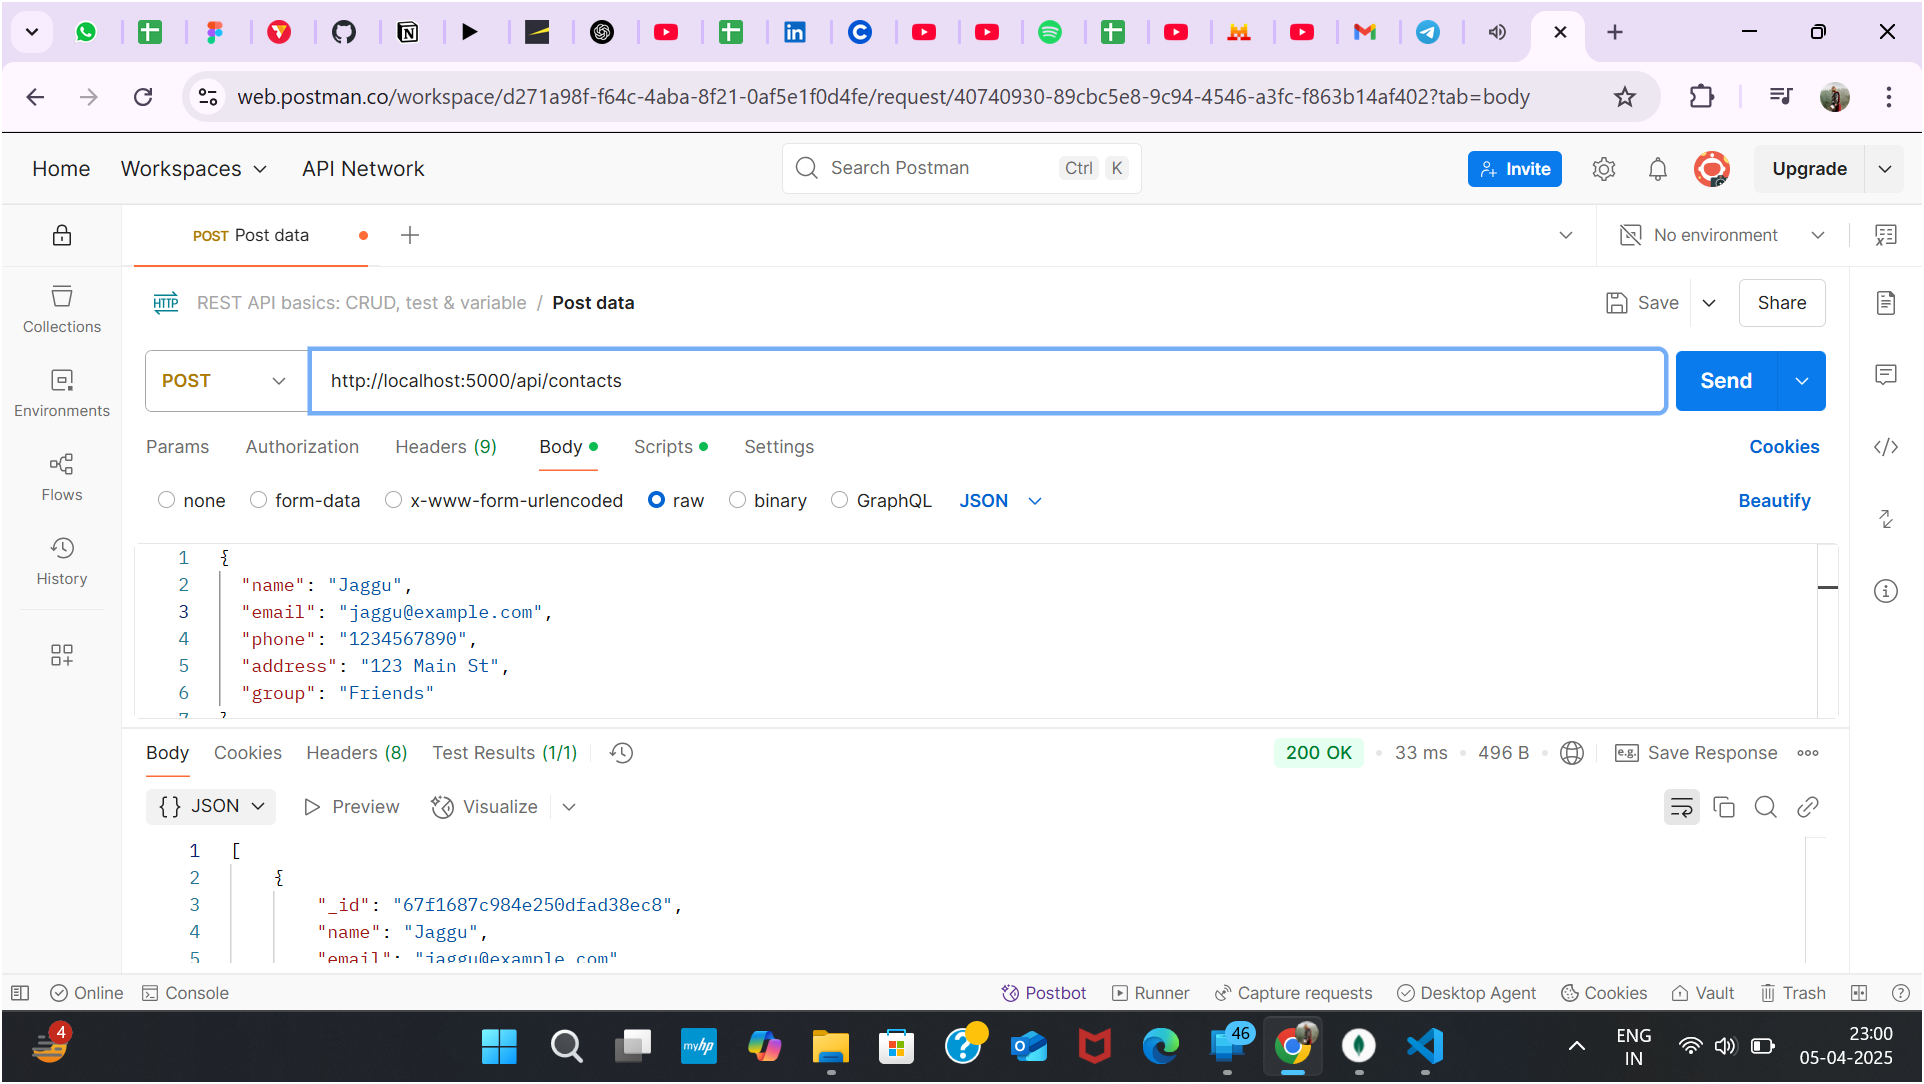 web.postman.co/workspace/d271a98f-f64c-4aba-8f21-0af5e1f0d4fe/request/40740930-89cbc5e8-9c94-4546-a3fc-f863b14af402?tab=body
Home Workspaces API Network Search Postman Ctrl K Invite Upgrade
POST Post data No environment
HTTP REST API basics: CRUD, test & variable / Post data Save Share
Collections
Environments
Flows
History
POST http://localhost:5000/api/contacts Send
Params Authorization Headers (9) Body Scripts Settings Cookies
none form-data x-www-form-urlencoded raw binary GraphQL JSON Beautify
1 {
2 "name": "Jaggu",
3 "email": "jaggu@example.com",
4 "phone": "1234567890",
5 "address": "123 Main St",
6 "group": "Friends"
7 }
Body Cookies Headers (8) Test Results (1/1) 200 OK 33 ms 496 B e.g. Save Response
{} JSON Preview Visualize
1 [
2 {
3 "_id": "67f1687c984e250dfad38ec8",
4 "name": "Jaggu",
5 "email": "jaggu@example.com"
Online Console Postbot Runner Capture requests Desktop Agent Cookies Vault Trash
4 myhp 46 ENG 23:00
IN 05-04-2025